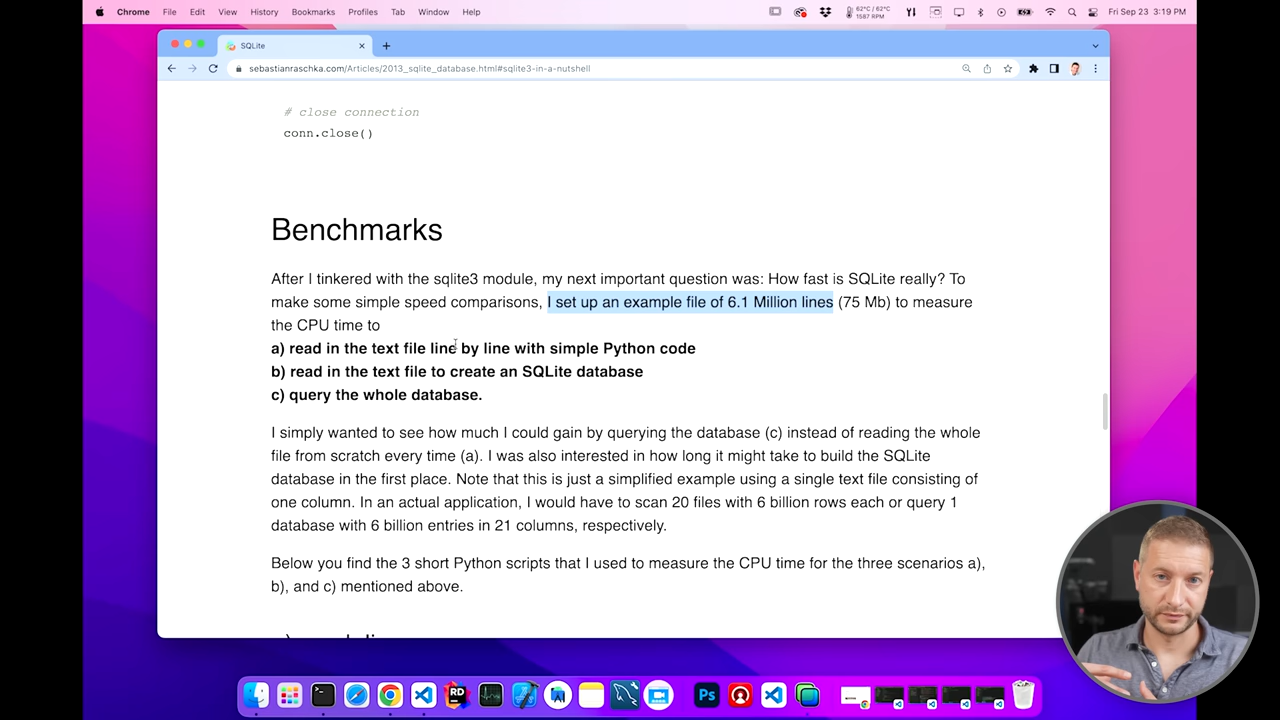 Chrome File Edit View History Bookmarks Profiles Tab Window Help
62°C / 62°C
1587 RPM
Fri Sep 23 3:19 PM
SQLite
sebastianraschka.com/Articles/2013_sqlite_database.html#sqlite3-in-a-nutshell
# close connection
conn.close()
Benchmarks
After I tinkered with the sqlite3 module, my next important question was: How fast is SQLite really? To
make some simple speed comparisons, I set up an example file of 6.1 Million lines (75 Mb) to measure
the CPU time to
a) read in the text file line by line with simple Python code
b) read in the text file to create an SQLite database
c) query the whole database.
I simply wanted to see how much I could gain by querying the database (c) instead of reading the whole
file from scratch every time (a). I was also interested in how long it might take to build the SQLite
database in the first place. Note that this is just a simplified example using a single text file consisting of
one column. In an actual application, I would have to scan 20 files with 6 billion rows each or query 1
database with 6 billion entries in 21 columns, respectively.
Below you find the 3 short Python scripts that I used to measure the CPU time for the three scenarios a),
b), and c) mentioned above.
RD
Ps